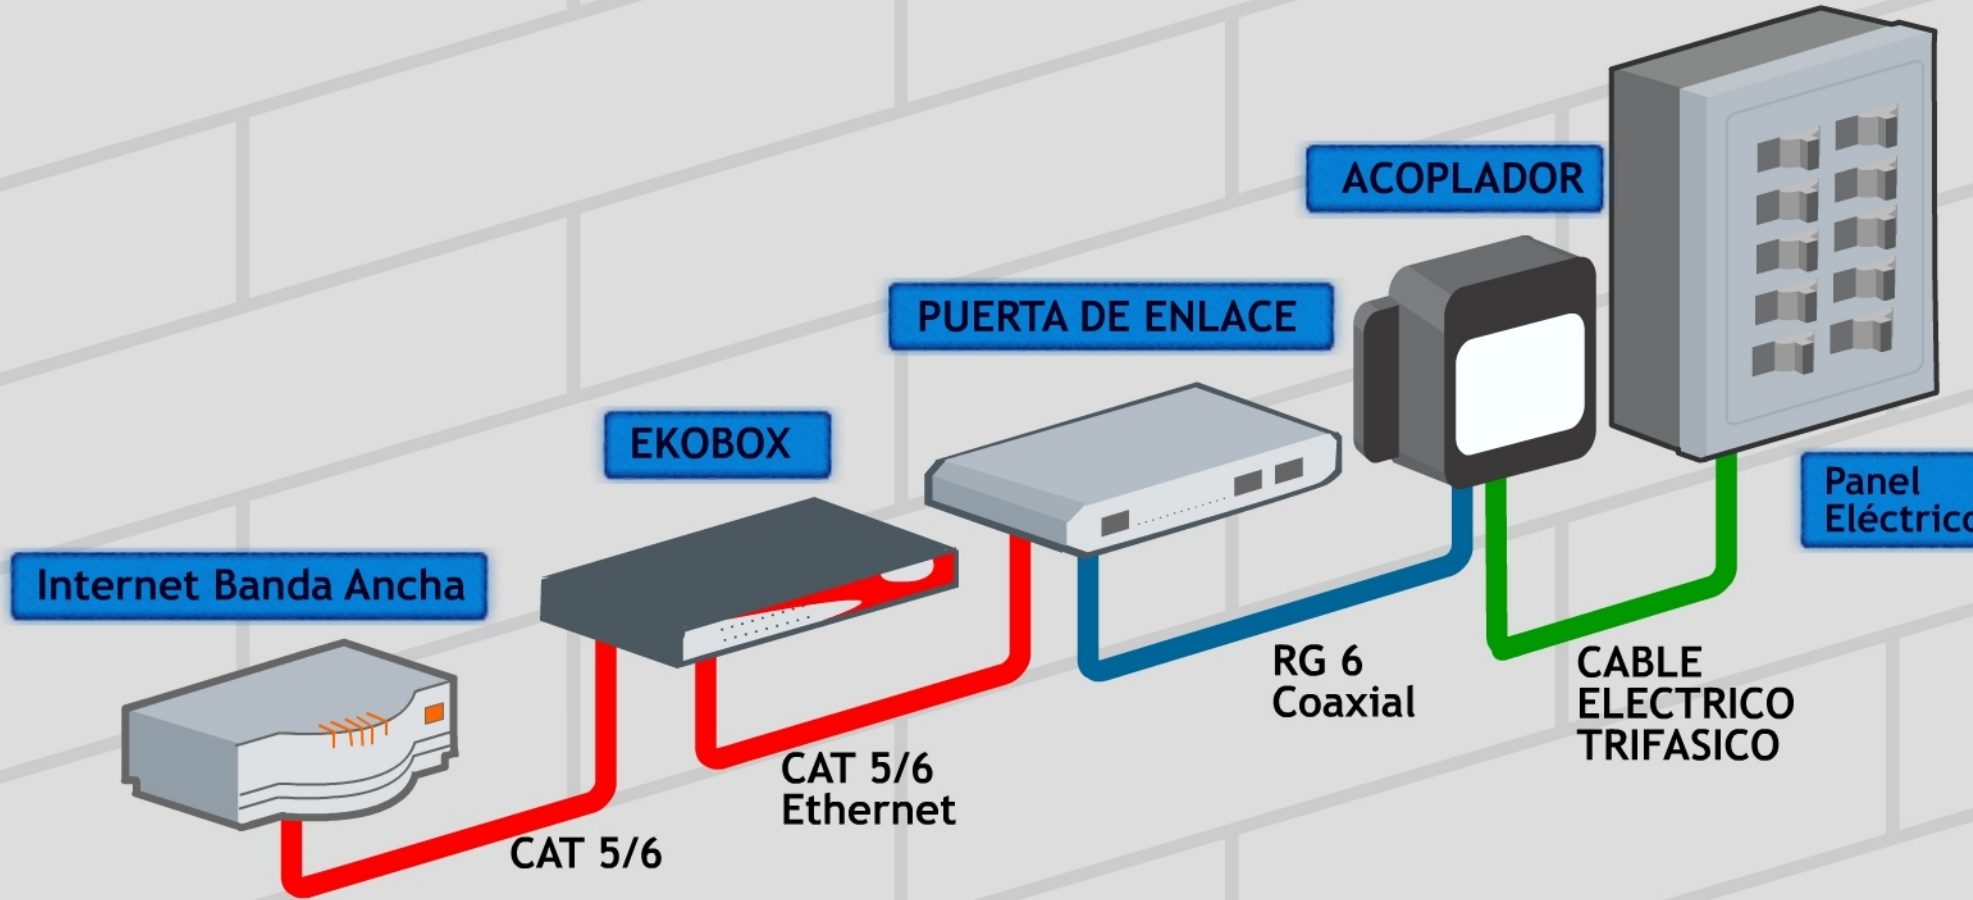 ACOPLADOR
PUERTA DE ENLACE
EKOBOX
Panel
Eléctrico
Internet Banda Ancha
RG 6
Coaxial
CABLE
ELECTRICO
TRIFASICO
CAT 5/6
Ethernet
CAT 5/6